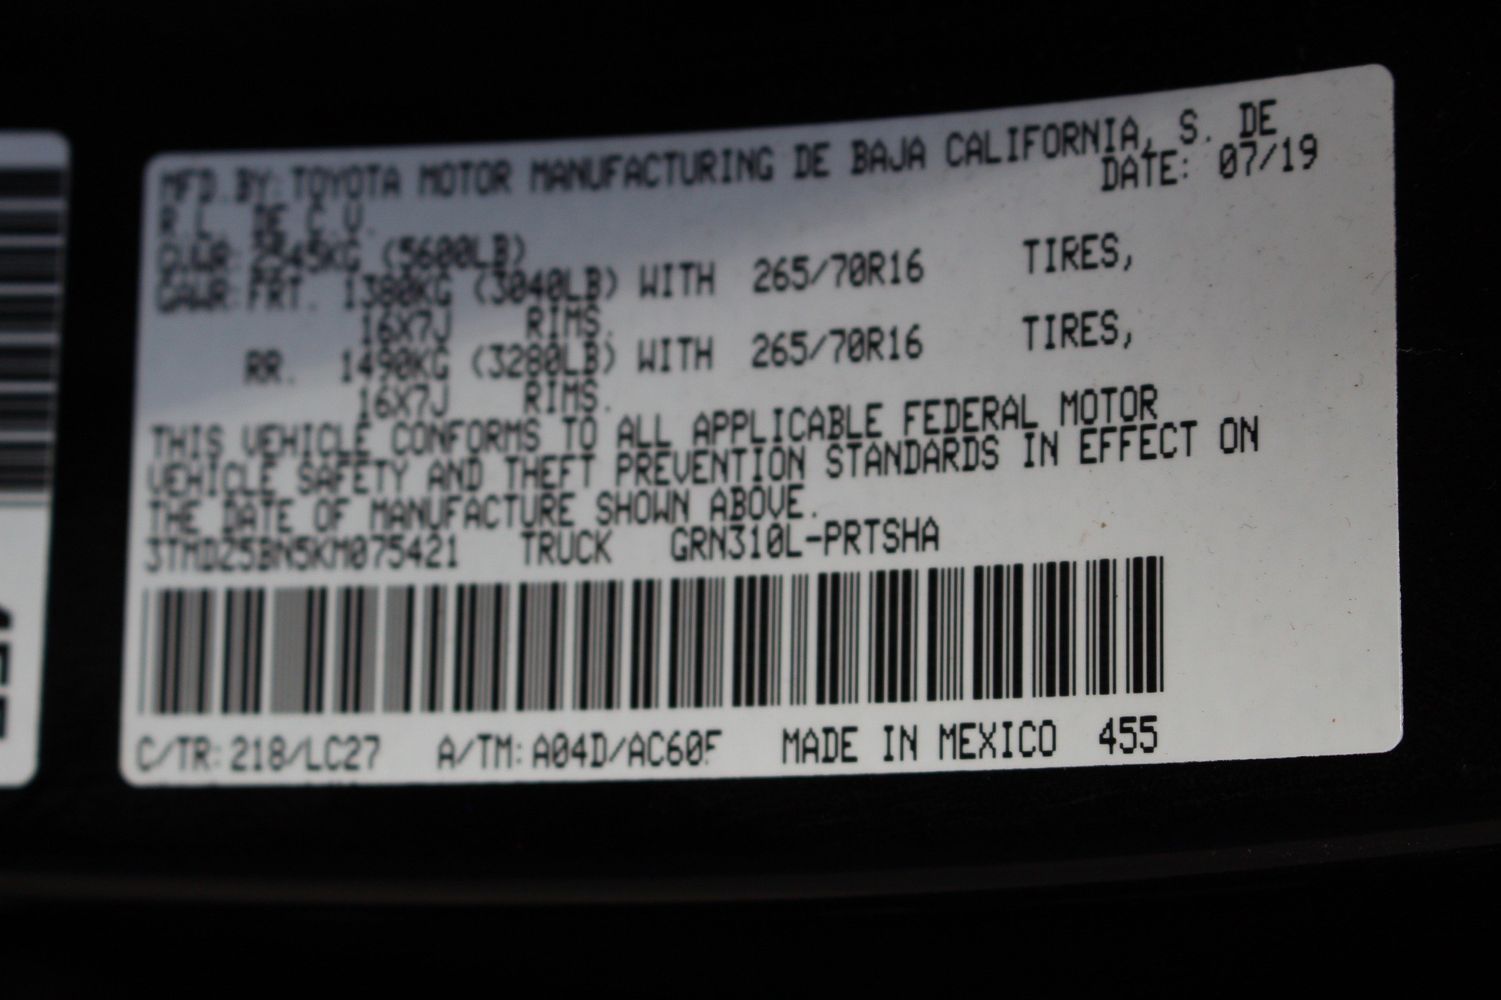 MFD. BY: TOYOTA MOTOR MANUFACTURING DE BAJA CALIFORNIA, S. DE
R.L. DE C.V. DATE: 07/19
GVWR: 2545KG (5600LB)
GAWR: FRT. 1380KG (3040LB) WITH 265/70R16 TIRES,
16X7J RIMS.
RR. 1490KG (3280LB) WITH 265/70R16 TIRES,
16X7J RIMS.
THIS VEHICLE CONFORMS TO ALL APPLICABLE FEDERAL MOTOR
VEHICLE SAFETY AND THEFT PREVENTION STANDARDS IN EFFECT ON
THE DATE OF MANUFACTURE SHOWN ABOVE.
3TMDZ5BN5KM075421 TRUCK GRN310L-PRTSHA
C/TR: 218/LC27 A/TM: A04D/AC60F MADE IN MEXICO 455